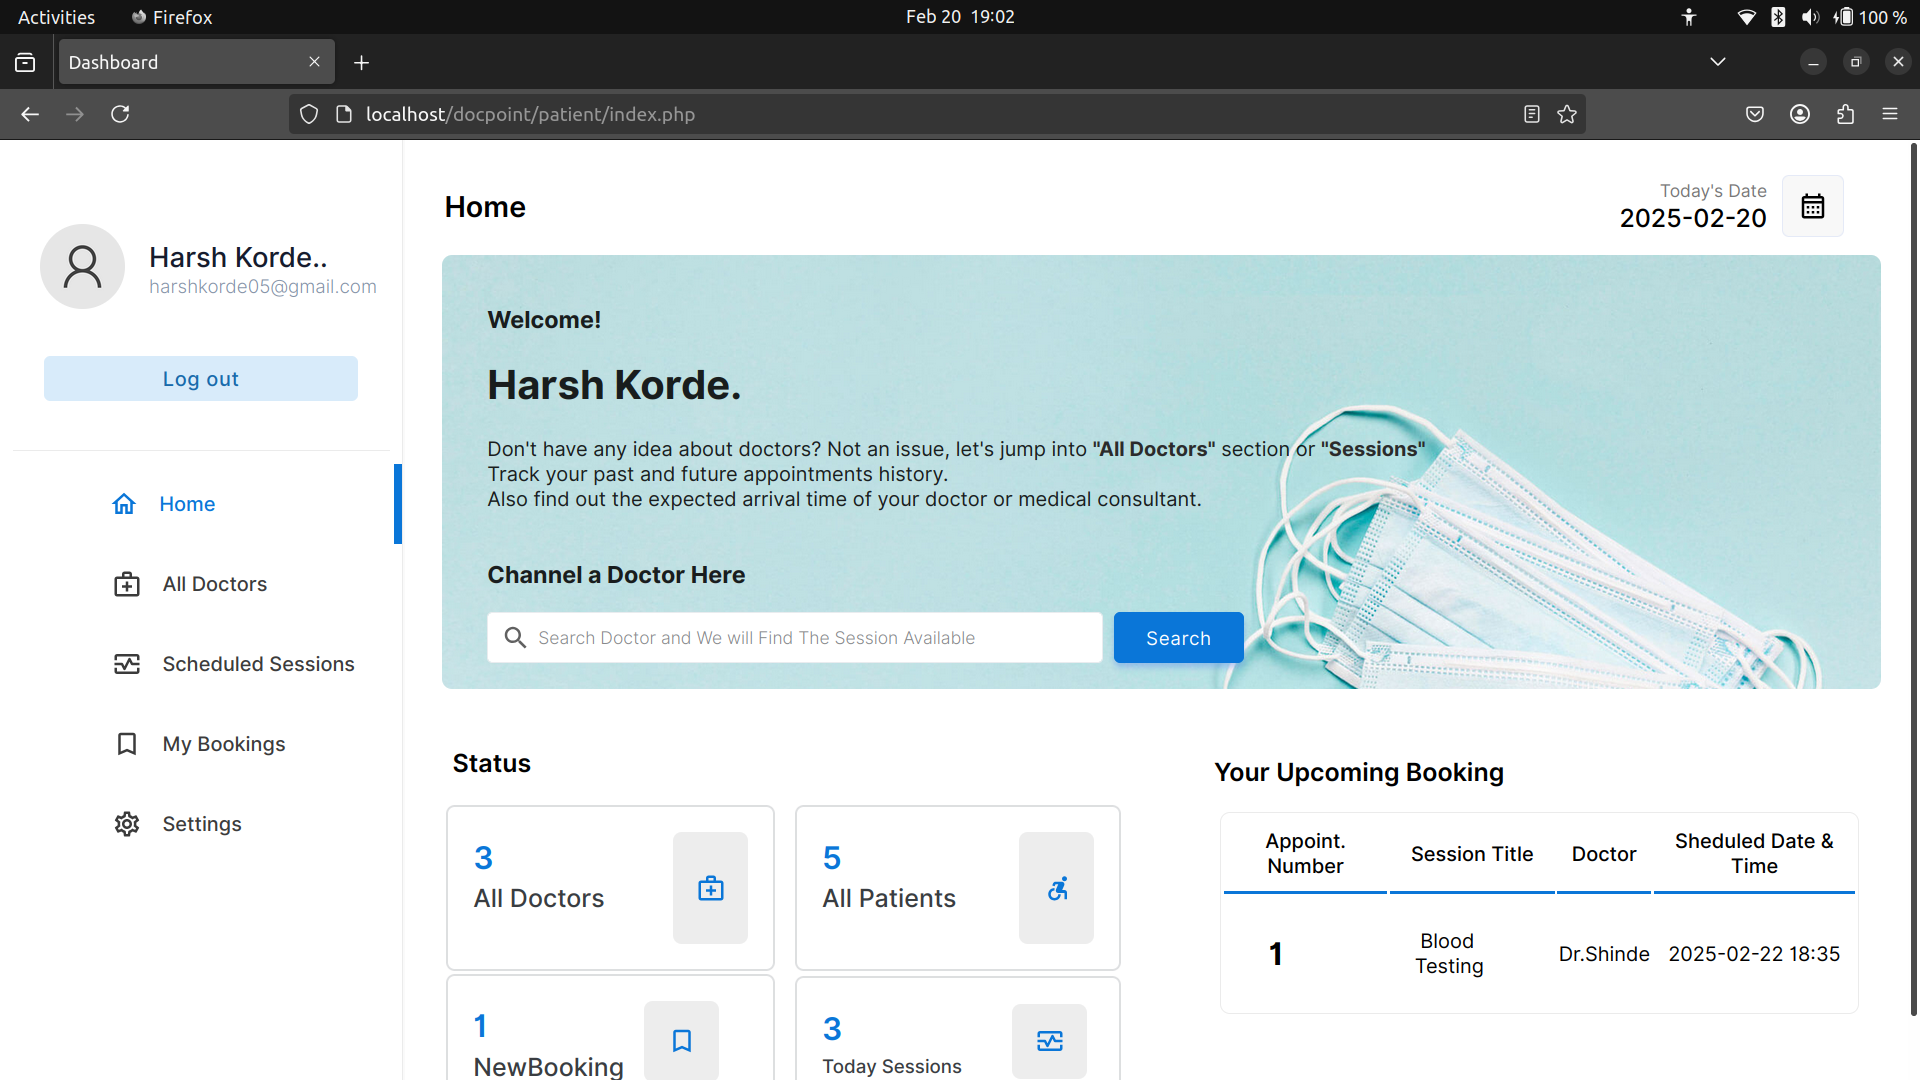 Activities
Firefox
Feb 20 19:02
100 %
Dashboard
localhost/docpoint/patient/index.php
Harsh Korde..
harshkorde05@gmail.com
Log out
Home
All Doctors
Scheduled Sessions
My Bookings
Settings
Home
Today's Date
2025-02-20
Welcome!
Harsh Korde.
Don't have any idea about doctors? Not an issue, let's jump into "All Doctors" section or "Sessions"
Track your past and future appointments history.
Also find out the expected arrival time of your doctor or medical consultant.
Channel a Doctor Here
Search Doctor and We will Find The Session Available
Search
Status
3
All Doctors
5
All Patients
1
NewBooking
3
Today Sessions
Your Upcoming Booking
Appoint.
Number
Session Title
Doctor
Sheduled Date &
Time
1
Blood
Testing
Dr.Shinde
2025-02-22 18:35